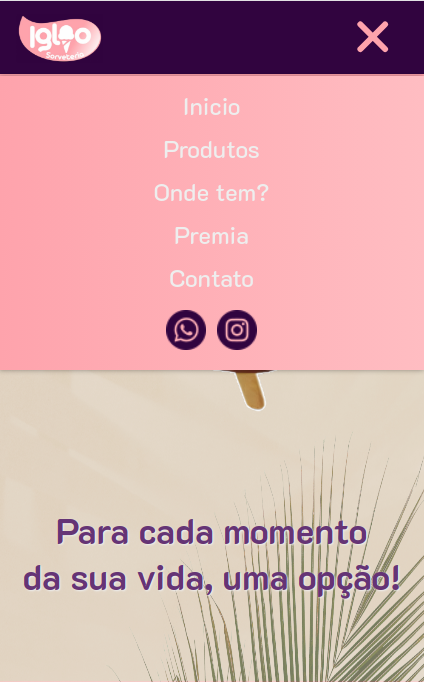 Igloo
Sorveteria
Inicio
Produtos
Onde tem?
Premia
Contato
Para cada momento
da sua vida, uma opção!